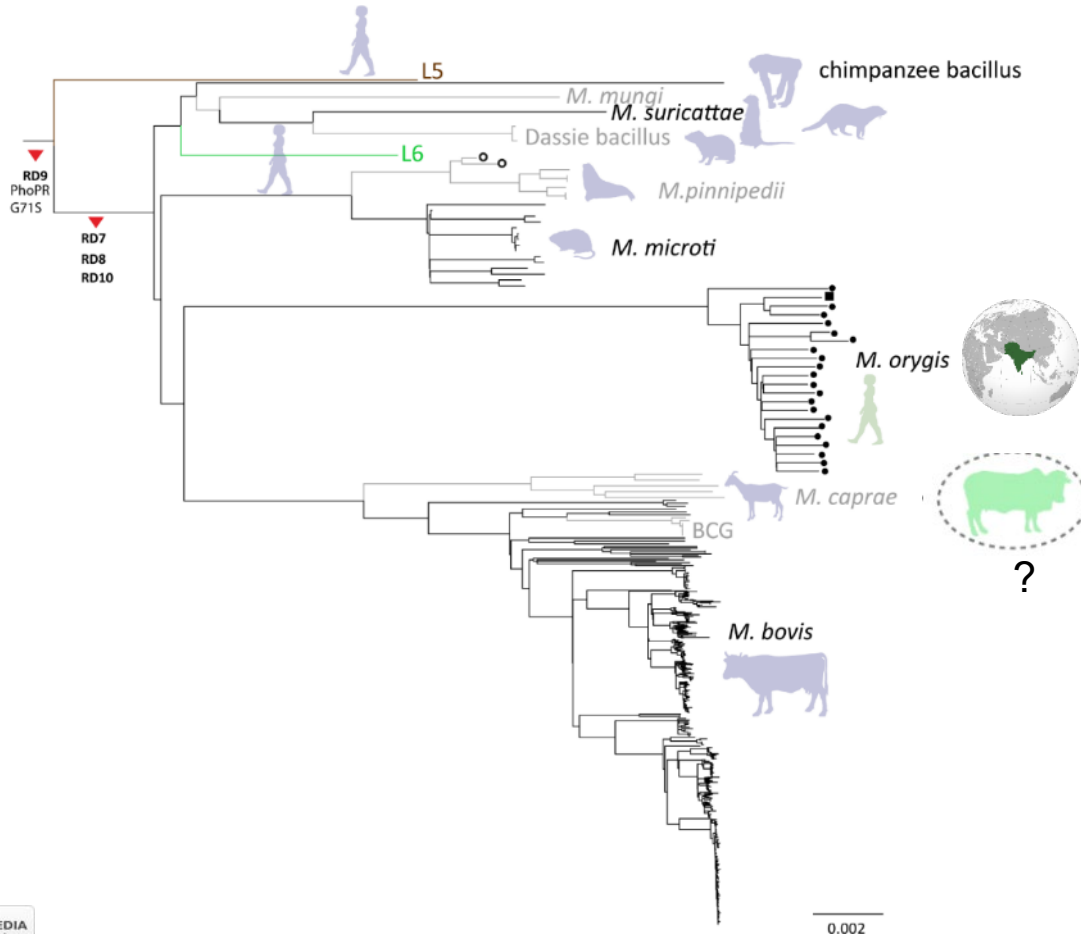 L5
chimpanzee bacillus
M. mungi
M. suricattae
Dassie bacillus
L6
RD9
PhoPR
G71S
M.pinnipedii
RD7
RD8
RD10
M. microti
M. orygis
M. caprae
BCG
?
M. bovis
EDIA
0.002